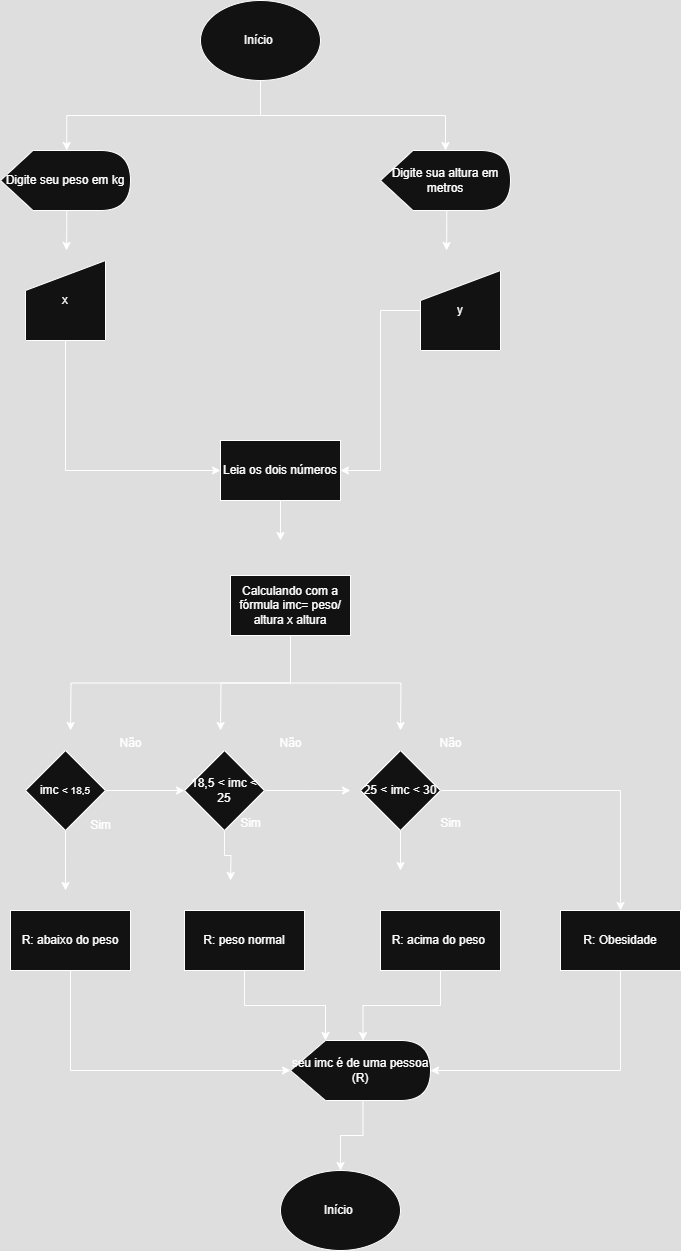 Início
Digite seu peso em kg
Digite sua altura em
metros
x
y
Leia os dois números
Calculando com a
fórmula imc= peso/
altura x altura
Não
Não
Não
imc < 18,5
18,5 < imc <
25
25 < imc < 30
Sim
Sim
Sim
R: abaixo do peso
R: peso normal
R: acima do peso
R: Obesidade
seu imc é de uma pessoa
(R)
Início